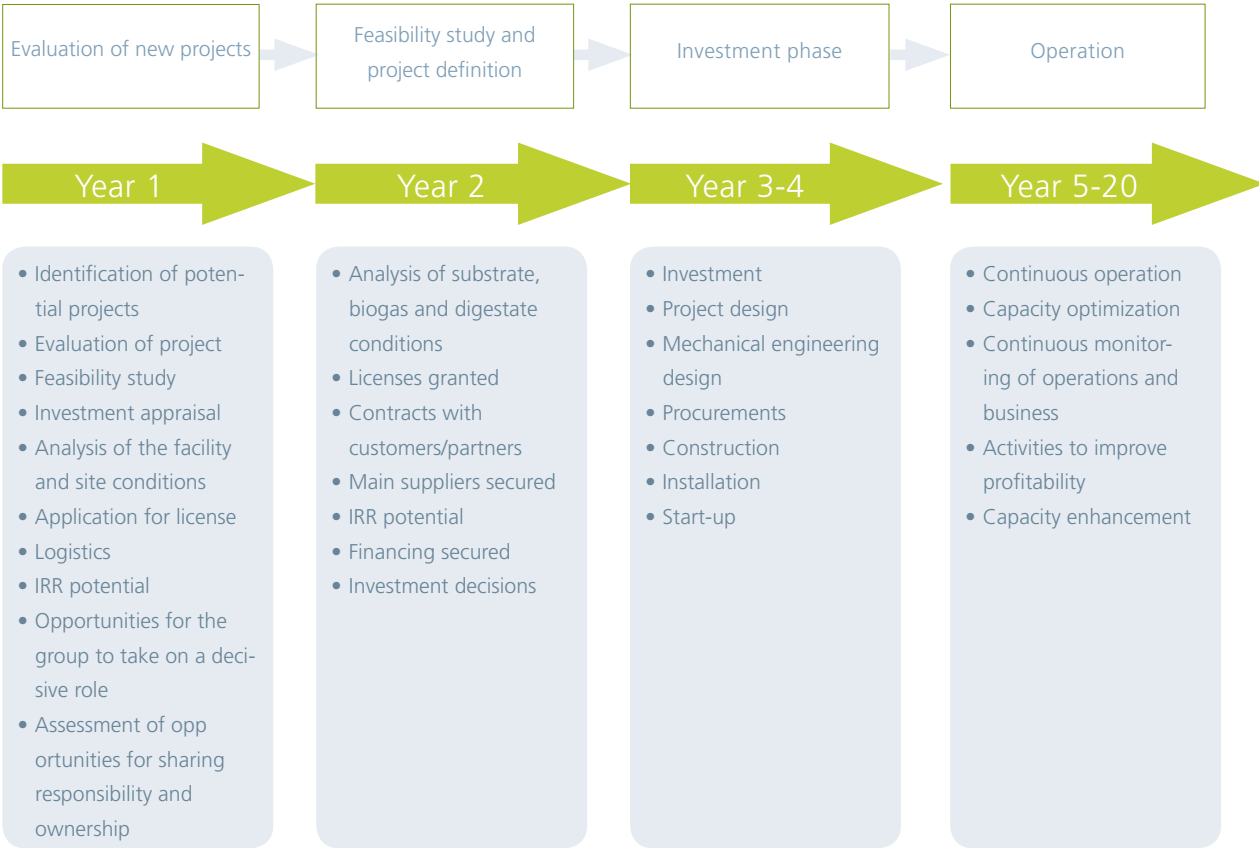 Evaluation of new projects
Feasibility study and
project definition
Investment phase
Operation
Year 1
Year 2
Year 3-4
Year 5-20
• Identification of poten-
tial projects
• Evaluation of project
• Feasibility study
• Investment appraisal
• Analysis of the facility
and site conditions
• Application for license
• Logistics
• IRR potential
• Opportunities for the
group to take on a deci-
sive role
• Assessment of opp
ortunities for sharing
responsibility and
ownership
• Analysis of substrate,
biogas and digestate
conditions
• Licenses granted
• Contracts with
customers/partners
• Main suppliers secured
• IRR potential
• Financing secured
• Investment decisions
• Investment
• Project design
• Mechanical engineering
design
• Procurements
• Construction
• Installation
• Start-up
• Continuous operation
• Capacity optimization
• Continuous monitor-
ing of operations and
business
• Activities to improve
profitability
• Capacity enhancement